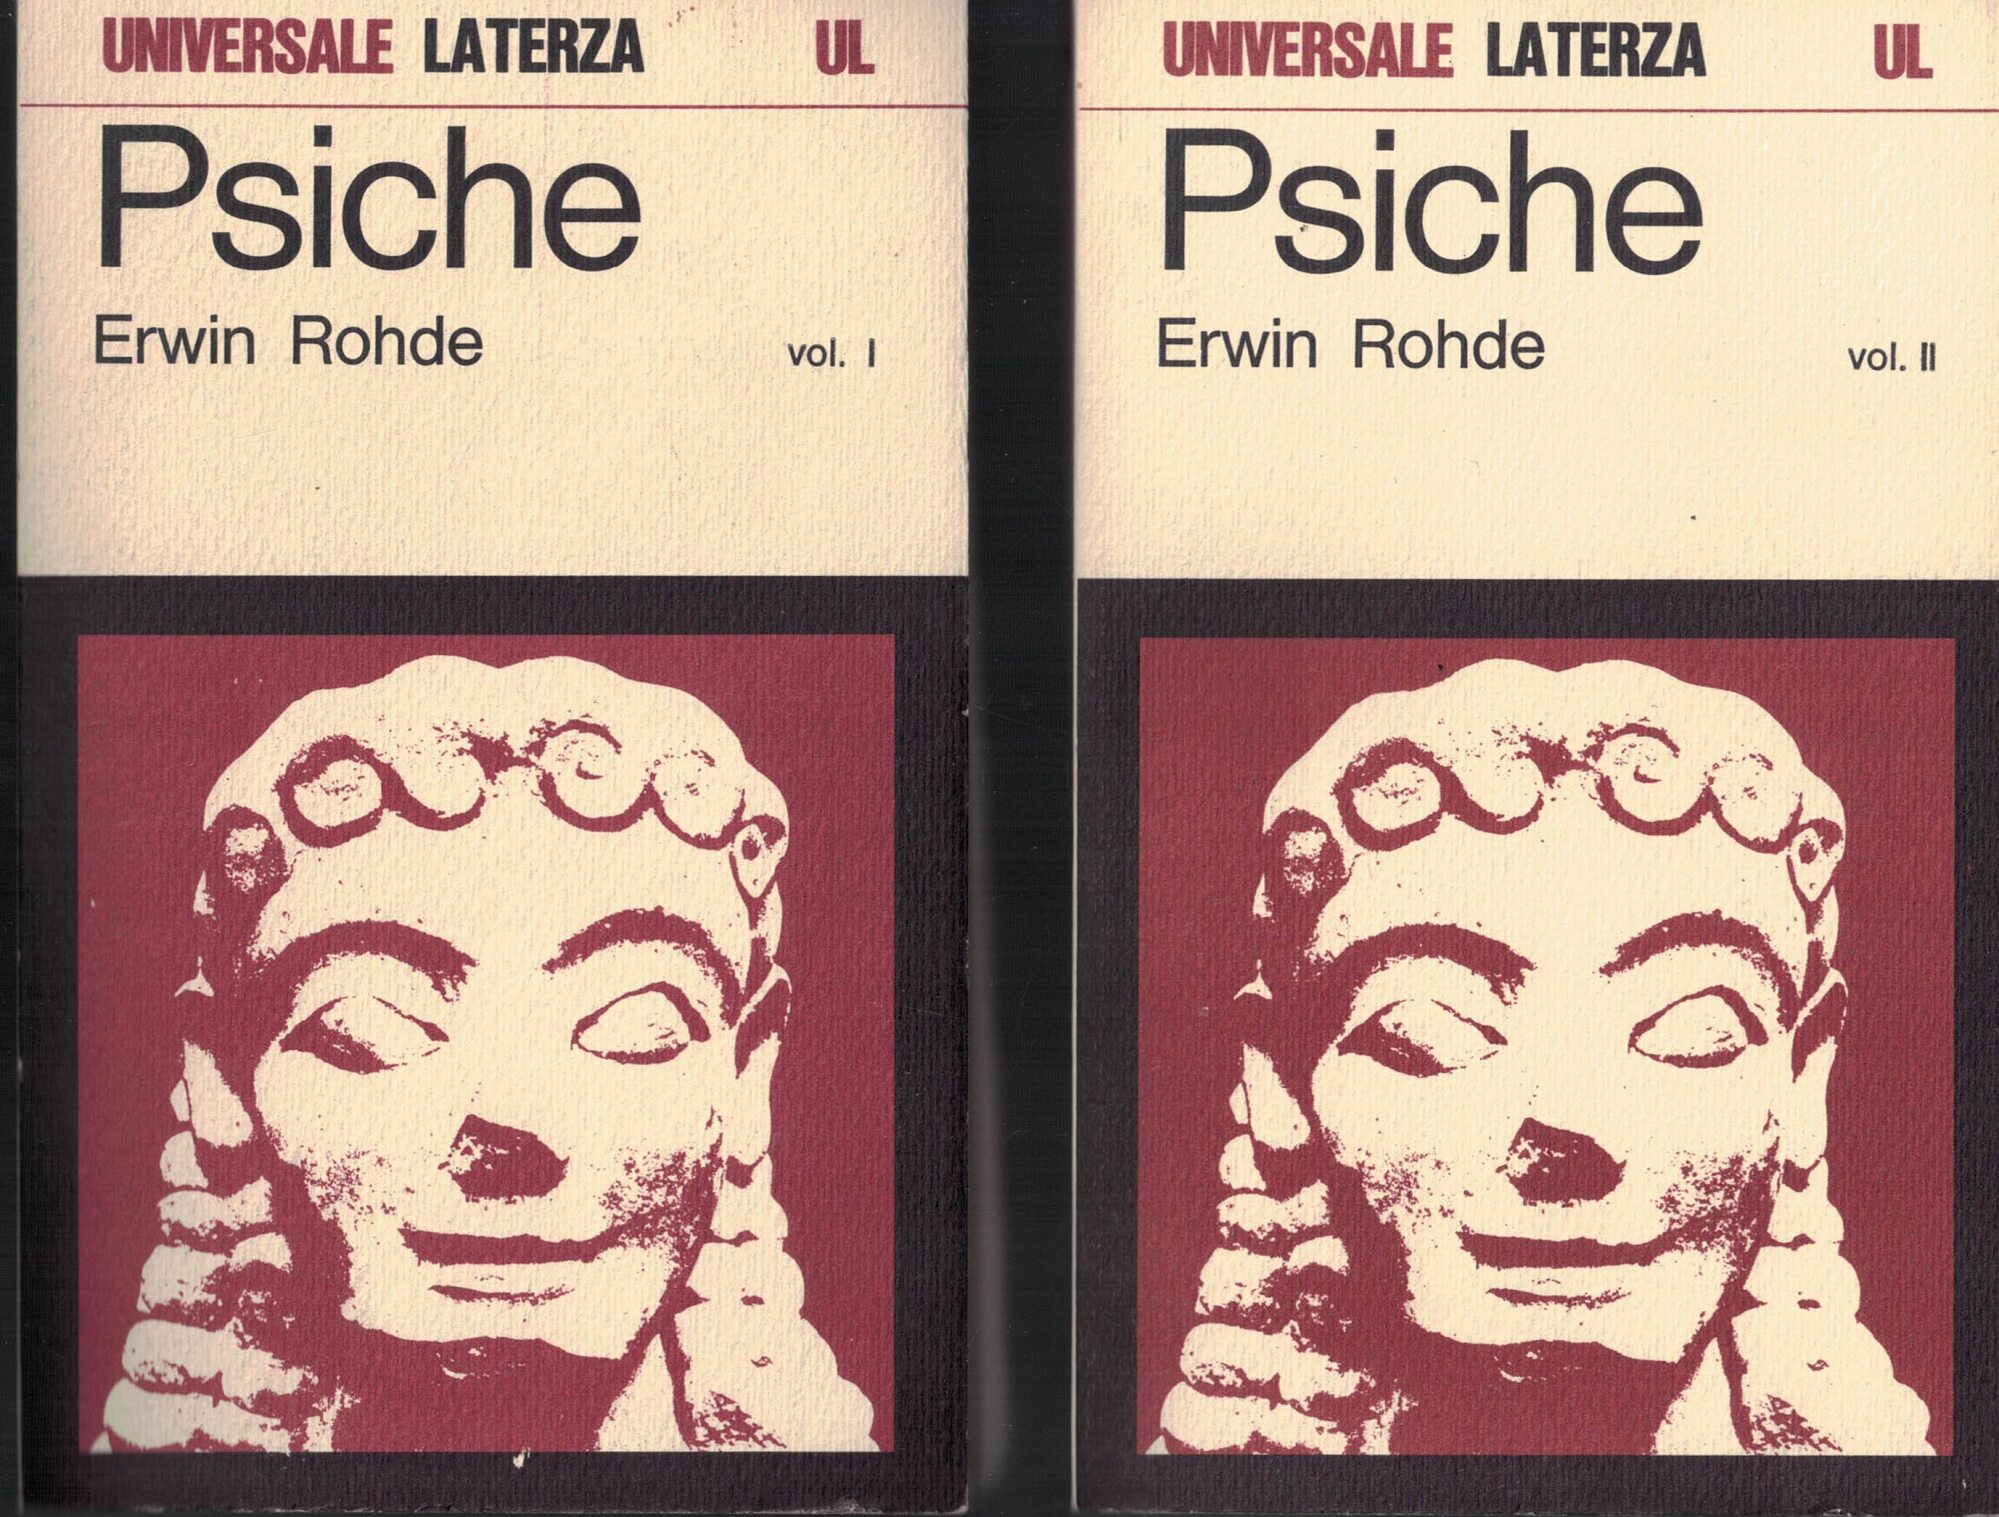 UNIVERSALE LATERZA UL
Psiche
Erwin Rohde vol. I
UNIVERSALE LATERZA UL
Psiche
Erwin Rohde vol. II